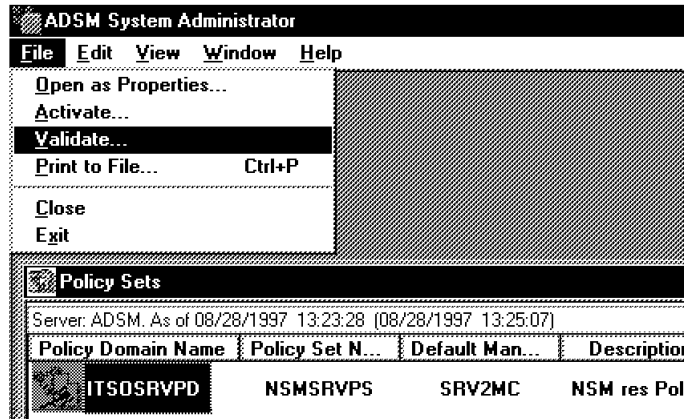 ADSM System Administrator
File Edit View Window Help
Open as Properties...
Activate...
Validate...
Print to File... Ctrl+P
Close
Exit
Policy Sets
Server: ADSM. As of 08/28/1997 13:23:28 (08/28/1997 13:25:07)
Policy Domain Name Policy Set N... Default Man... Description
ITSOSRVPD NSMSRVPS SRV2MC NSM res Pol